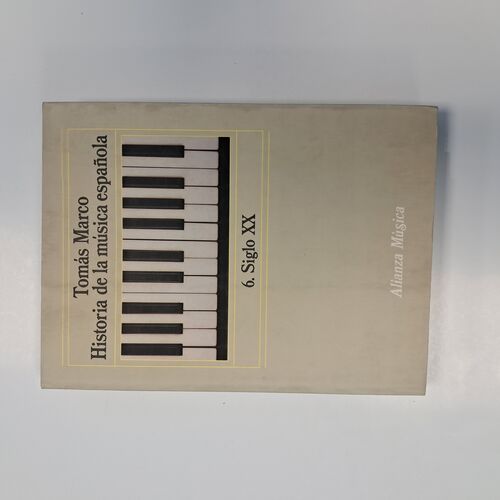 Tomás Marco
Historia de la música española
6. Siglo XX
Alianza Música